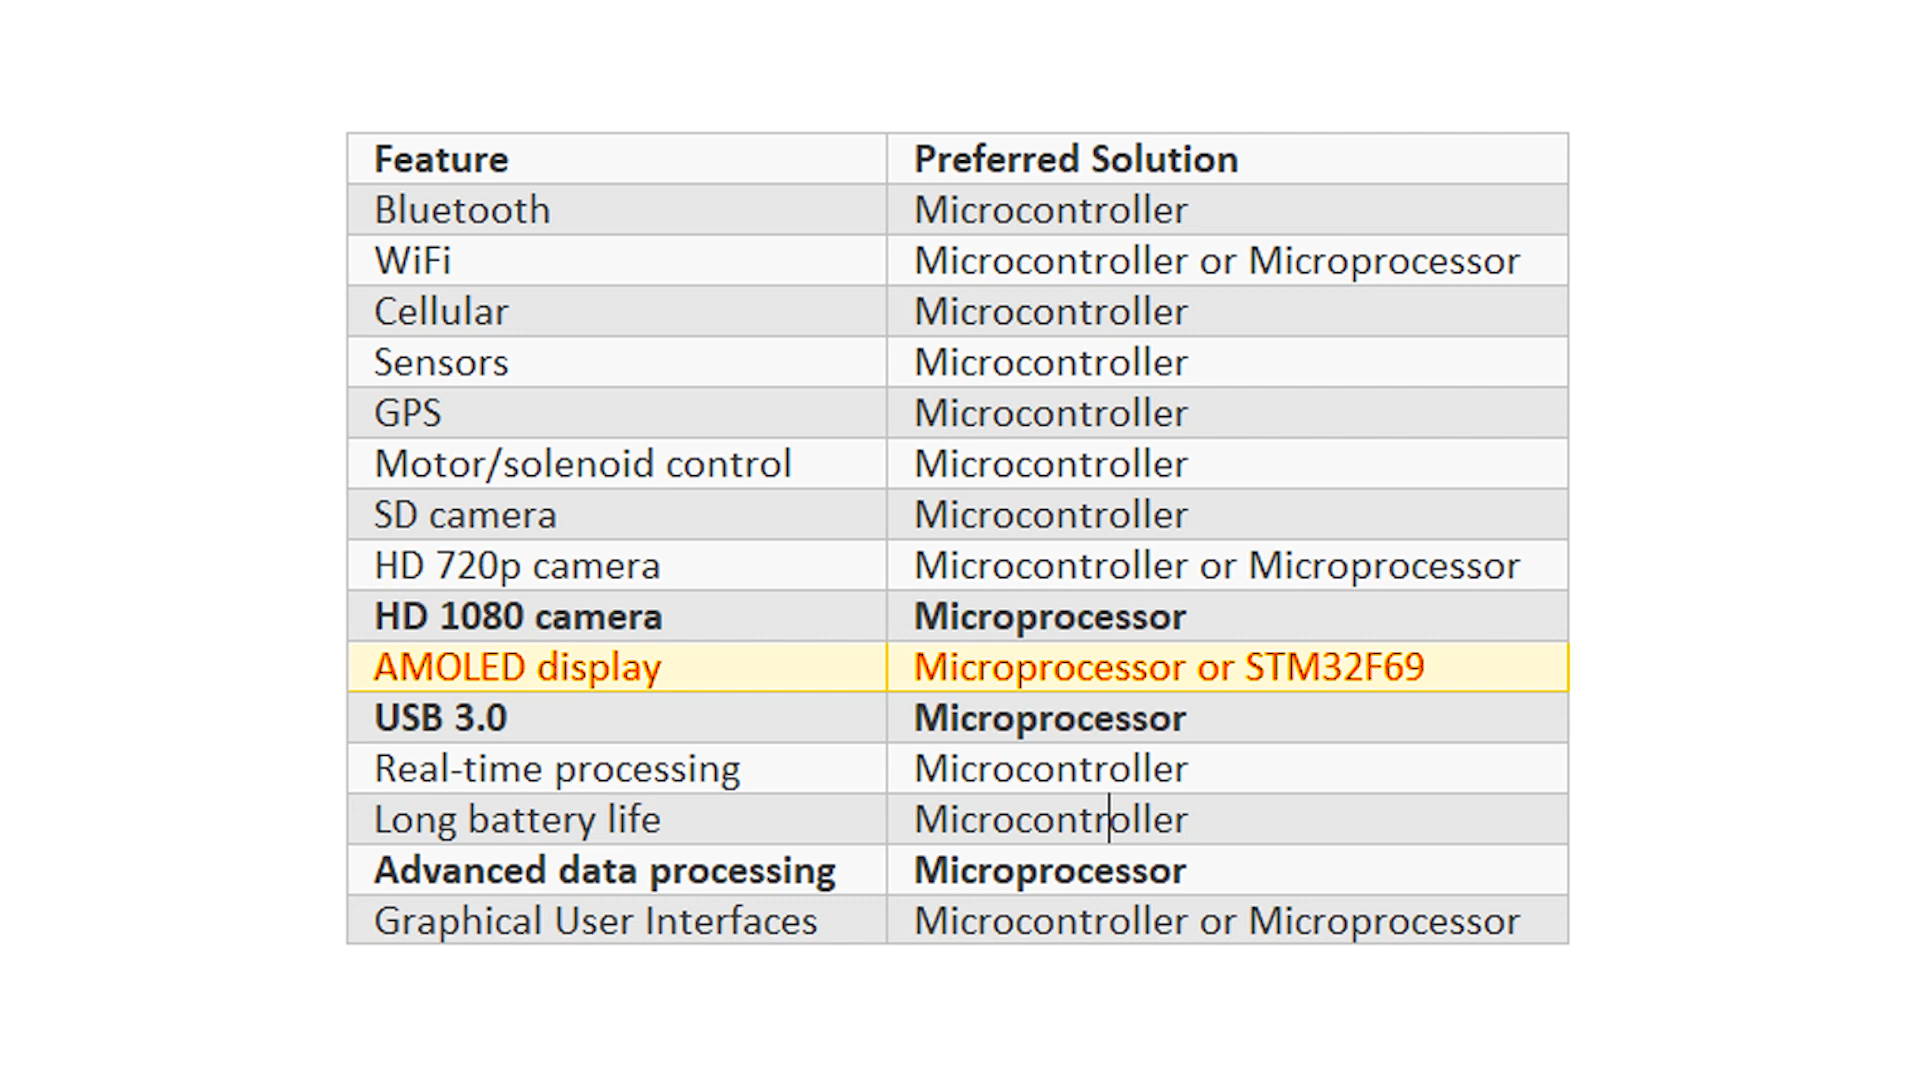 Feature Preferred Solution
Bluetooth Microcontroller
WiFi Microcontroller or Microprocessor
Cellular Microcontroller
Sensors Microcontroller
GPS Microcontroller
Motor/solenoid control Microcontroller
SD camera Microcontroller
HD 720p camera Microcontroller or Microprocessor
HD 1080 camera Microprocessor
AMOLED display Microprocessor or STM32F69
USB 3.0 Microprocessor
Real-time processing Microcontroller
Long battery life Microcontroller
Advanced data processing Microprocessor
Graphical User Interfaces Microcontroller or Microprocessor